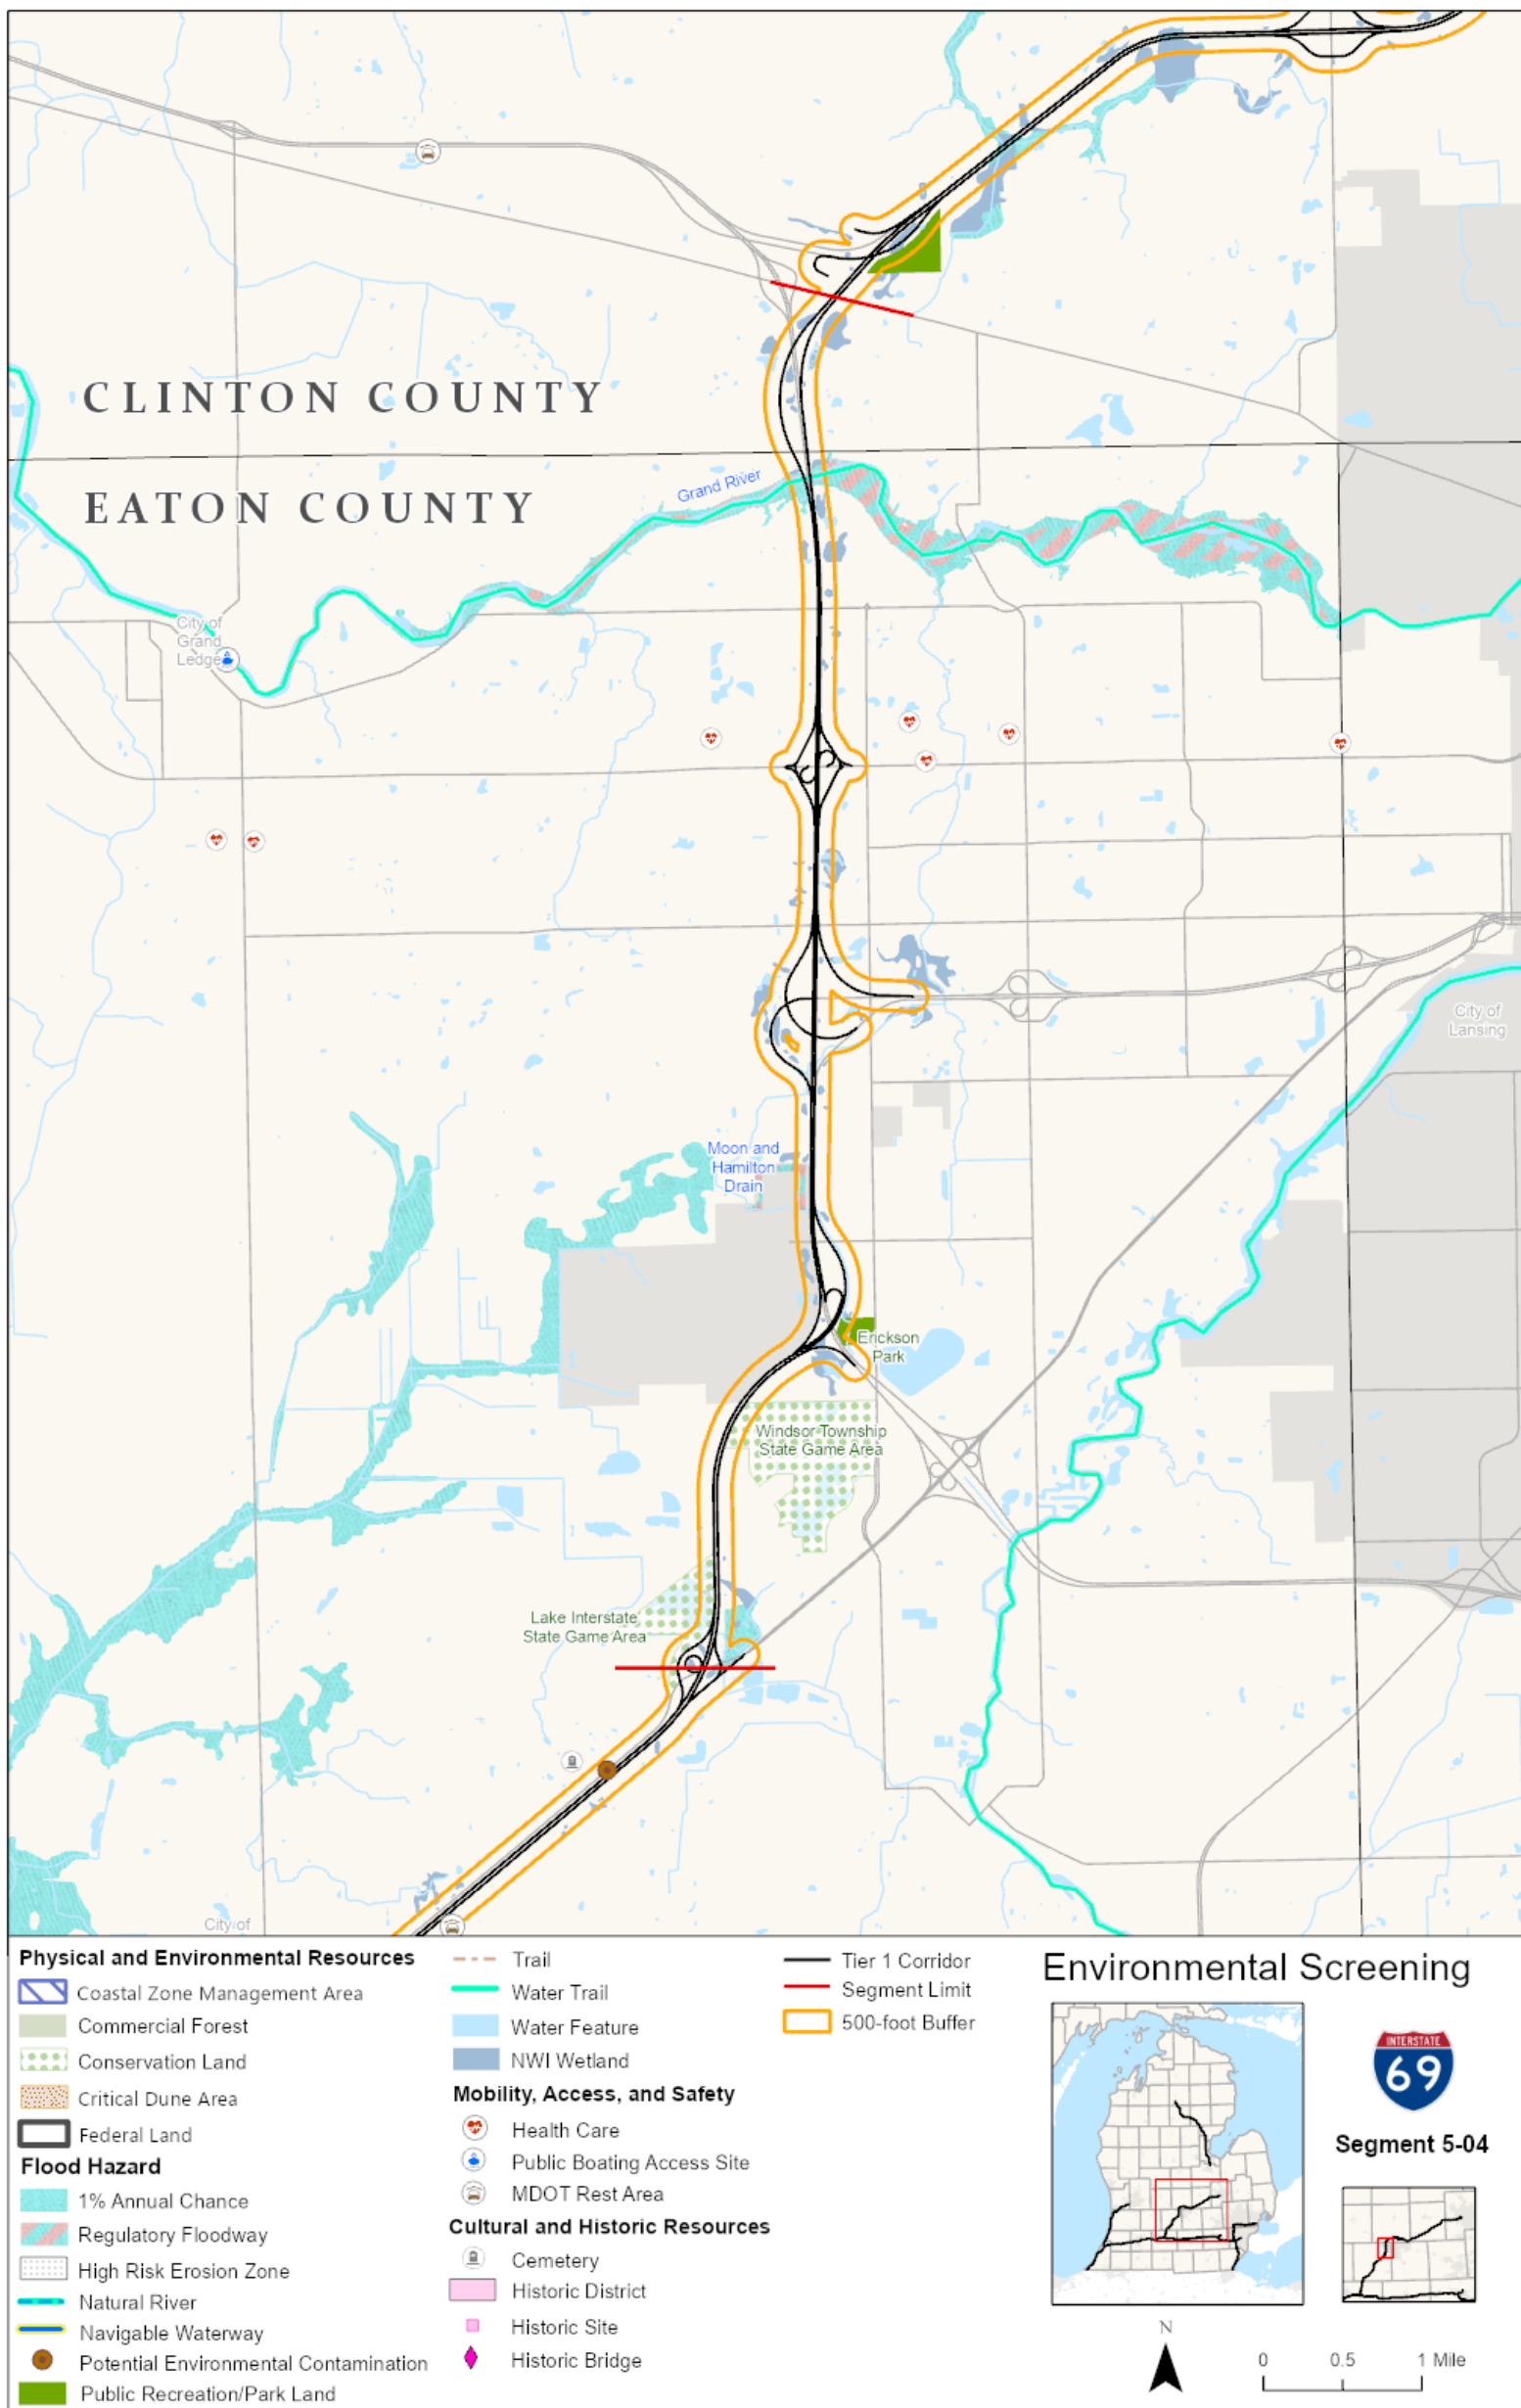 CLINTON COUNTY
EATON COUNTY
Grand River
City of
Grand
Ledge
City of
Lansing
Moon and
Hamilton
Drain
Erickson
Park
Windsor Township
State Game Area
Lake Interstate
State Game Area
City of
Physical and Environmental Resources
Coastal Zone Management Area
Commercial Forest
Conservation Land
Critical Dune Area
Federal Land
Flood Hazard
1% Annual Chance
Regulatory Floodway
High Risk Erosion Zone
Natural River
Navigable Waterway
Potential Environmental Contamination
Public Recreation/Park Land
Trail
Water Trail
Water Feature
NWI Wetland
Mobility, Access, and Safety
Health Care
Public Boating Access Site
MDOT Rest Area
Cultural and Historic Resources
Cemetery
Historic District
Historic Site
Historic Bridge
Tier 1 Corridor
Segment Limit
500-foot Buffer
Environmental Screening
INTERSTATE
69
Segment 5-04
N
0 0.5 1 Mile